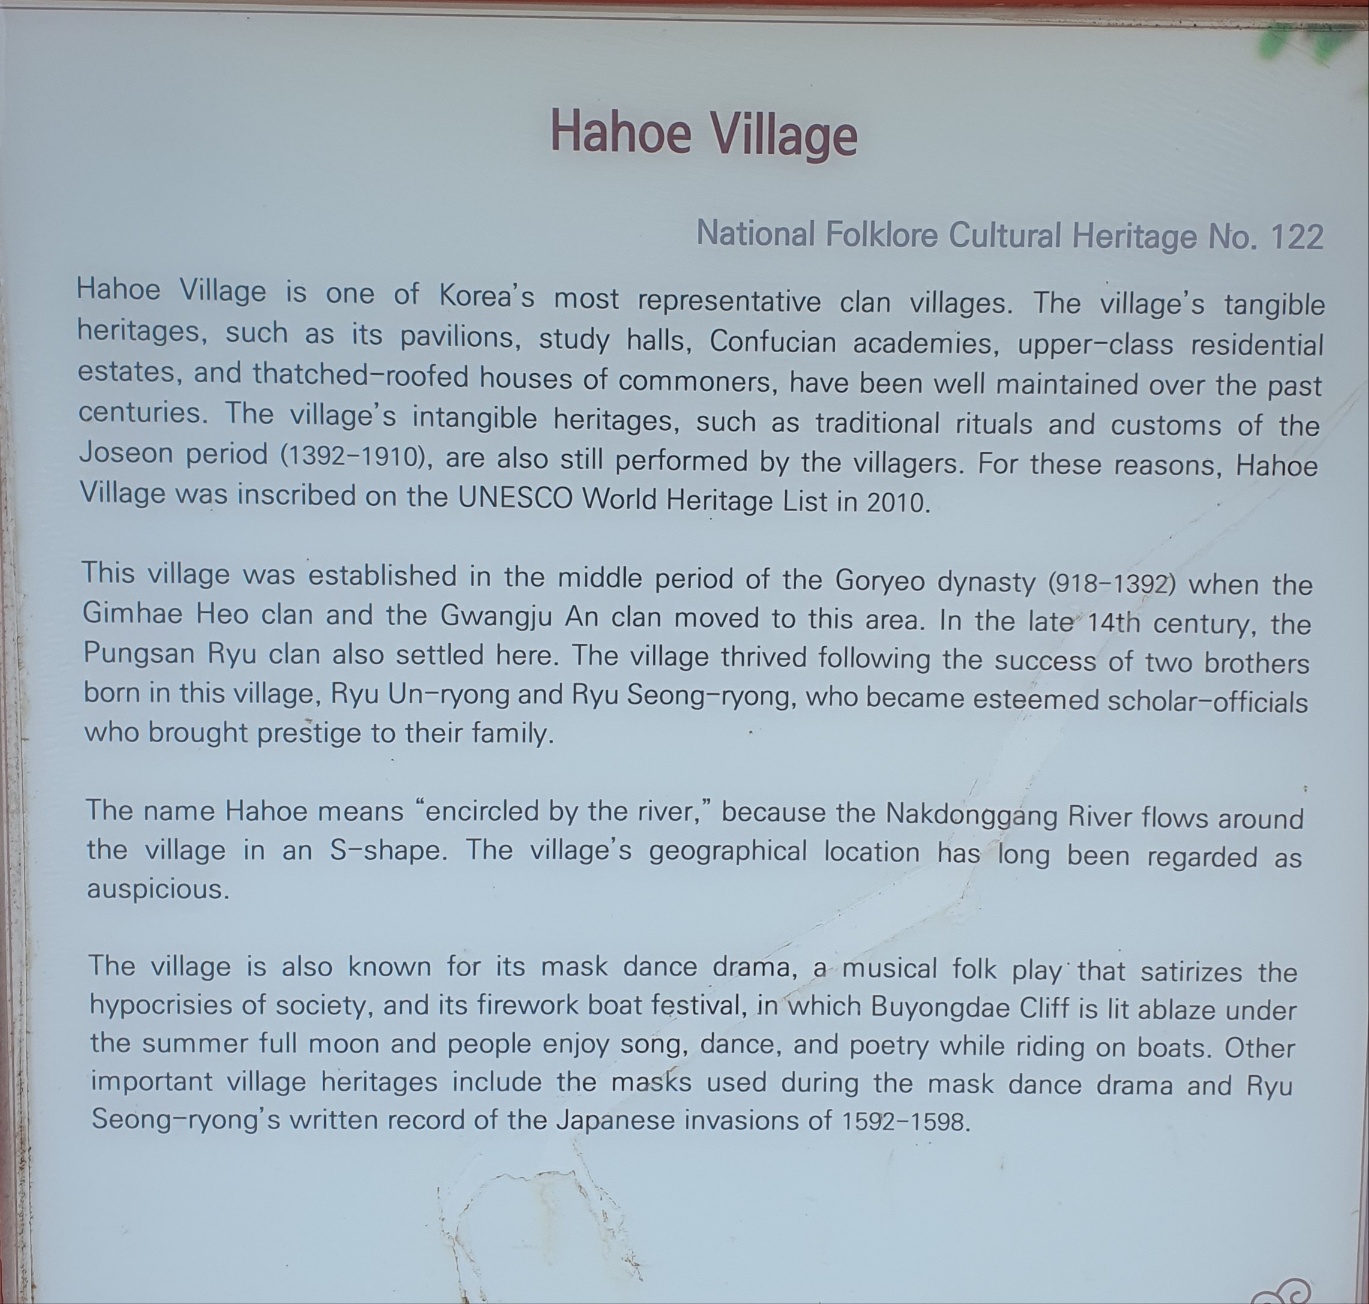 Hahoe Village
National Folklore Cultural Heritage No. 122
Hahoe Village is one of Korea's most representative clan villages. The village's tangible
heritages, such as its pavilions, study halls, Confucian academies, upper-class residential
estates, and thatched-roofed houses of commoners, have been well maintained over the past
centuries. The village's intangible heritages, such as traditional rituals and customs of the
Joseon period (1392-1910), are also still performed by the villagers. For these reasons, Hahoe
Village was inscribed on the UNESCO World Heritage List in 2010.
This village was established in the middle period of the Goryeo dynasty (918-1392) when the
Gimhae Heo clan and the Gwangju An clan moved to this area. In the late 14th century, the
Pungsan Ryu clan also settled here. The village thrived following the success of two brothers
born in this village, Ryu Un-ryong and Ryu Seong-ryong, who became esteemed scholar-officials
who brought prestige to their family.
The name Hahoe means “encircled by the river,” because the Nakdonggang River flows around
the village in an S-shape. The village's geographical location has long been regarded as
auspicious.
The village is also known for its mask dance drama, a musical folk play that satirizes the
hypocrisies of society, and its firework boat festival, in which Buyongdae Cliff is lit ablaze under
the summer full moon and people enjoy song, dance, and poetry while riding on boats. Other
important village heritages include the masks used during the mask dance drama and Ryu
Seong-ryong's written record of the Japanese invasions of 1592-1598.